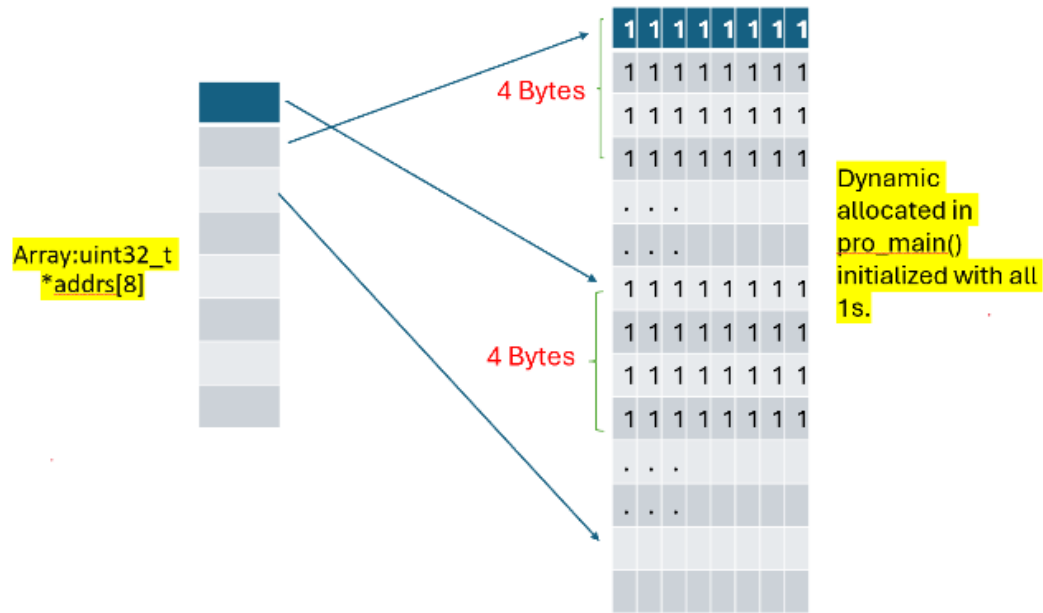 Array:uint32_t
*addrs[8]
4 Bytes
4 Bytes
1 1 1 1 1 1 1 1
1 1 1 1 1 1 1 1
1 1 1 1 1 1 1 1
1 1 1 1 1 1 1 1
. . .
. . .
1 1 1 1 1 1 1 1
1 1 1 1 1 1 1 1
1 1 1 1 1 1 1 1
1 1 1 1 1 1 1 1
. . .
. . .
Dynamic
allocated in
pro_main()
initialized with all
1s.